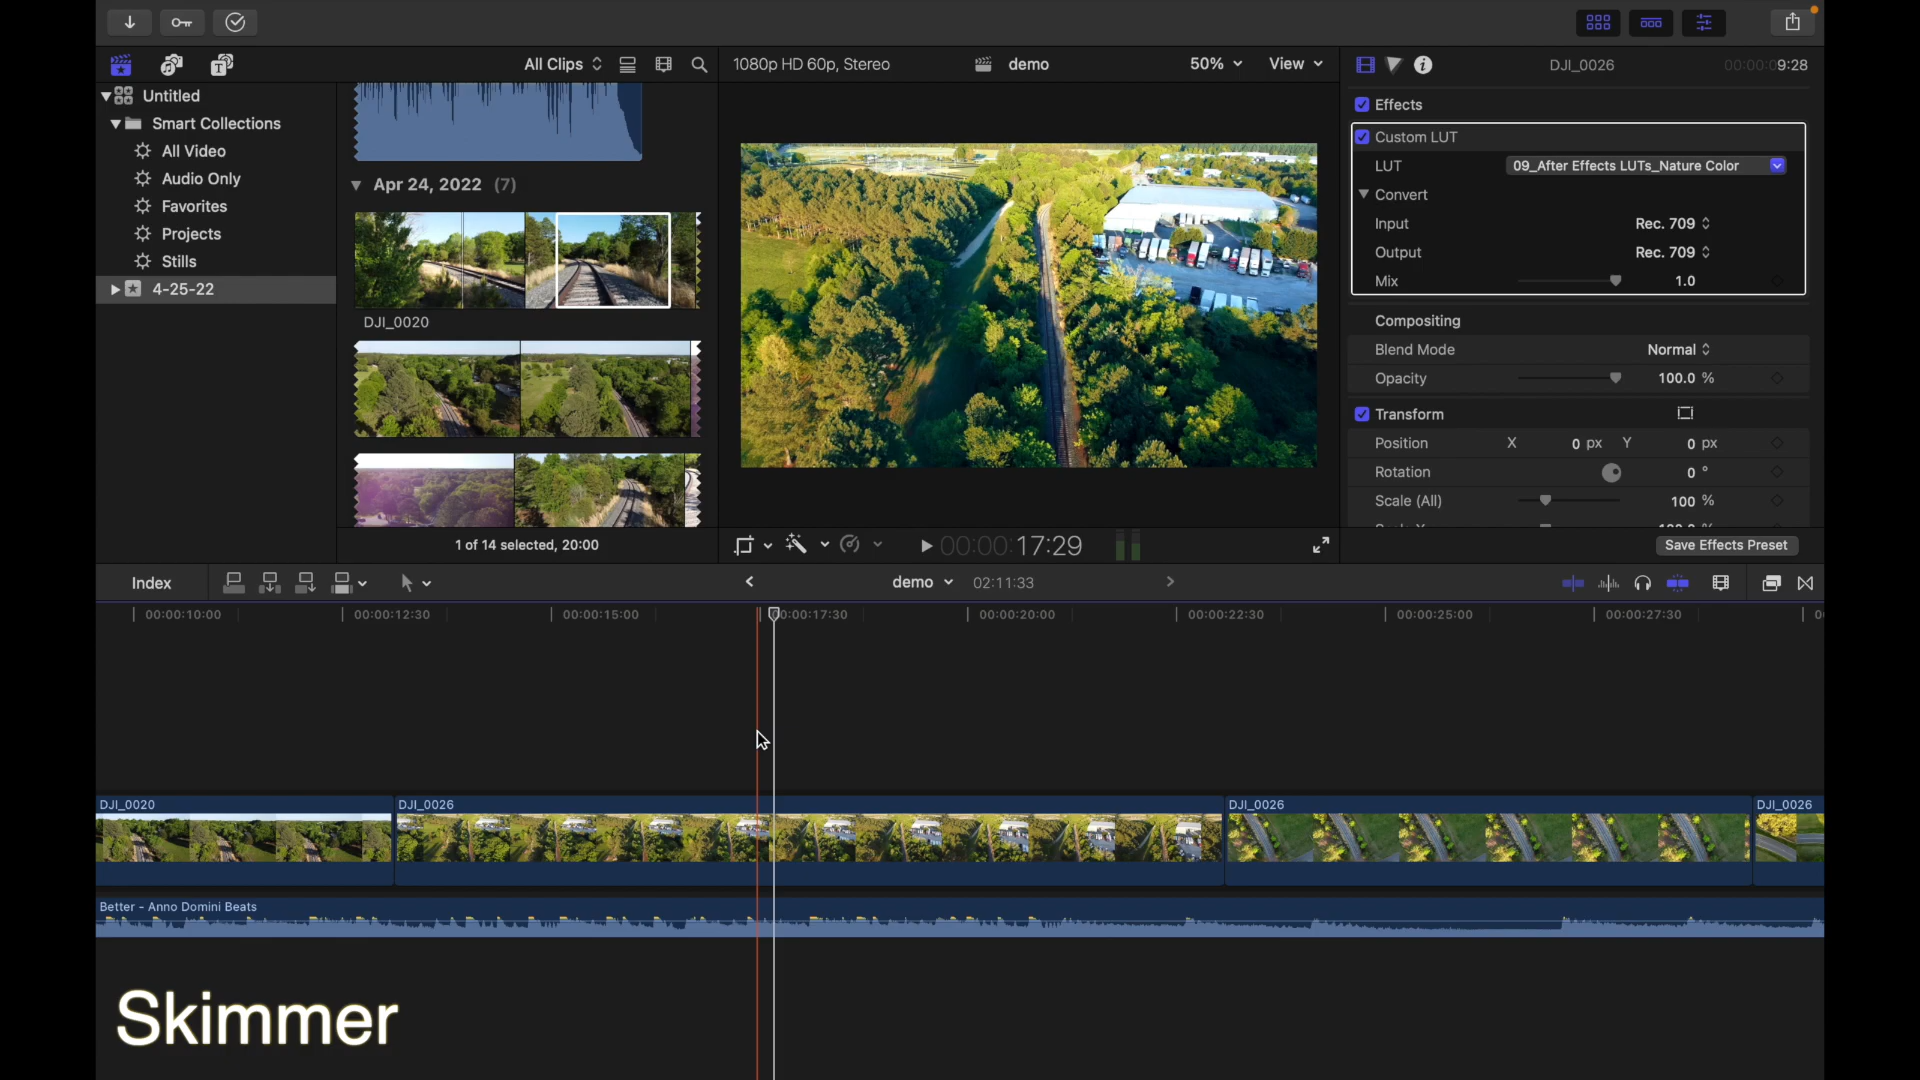 All Clips
1080p HD 60p, Stereo
demo
50%
View
DJI_0026
00:00:09:28
Untitled
Smart Collections
All Video
Audio Only
Favorites
Projects
Stills
4-25-22
Apr 24, 2022 (7)
DJI_0020
1 of 14 selected, 20:00
Effects
Custom LUT
LUT
09_After Effects LUTs_Nature Color
Convert
Input
Rec. 709
Output
Rec. 709
Mix
1.0
Compositing
Blend Mode
Normal
Opacity
100.0 %
Transform
Position
X 0 px Y 0 px
Rotation
0 °
Scale (All)
100 %
00:00:17:29
Save Effects Preset
Index
demo
02:11:33
00:00:10:00
00:00:12:30
00:00:15:00
00:00:17:30
00:00:20:00
00:00:22:30
00:00:25:00
00:00:27:30
DJI_0020
DJI_0026
DJI_0026
DJI_0026
Better - Anno Domini Beats
Skimmer